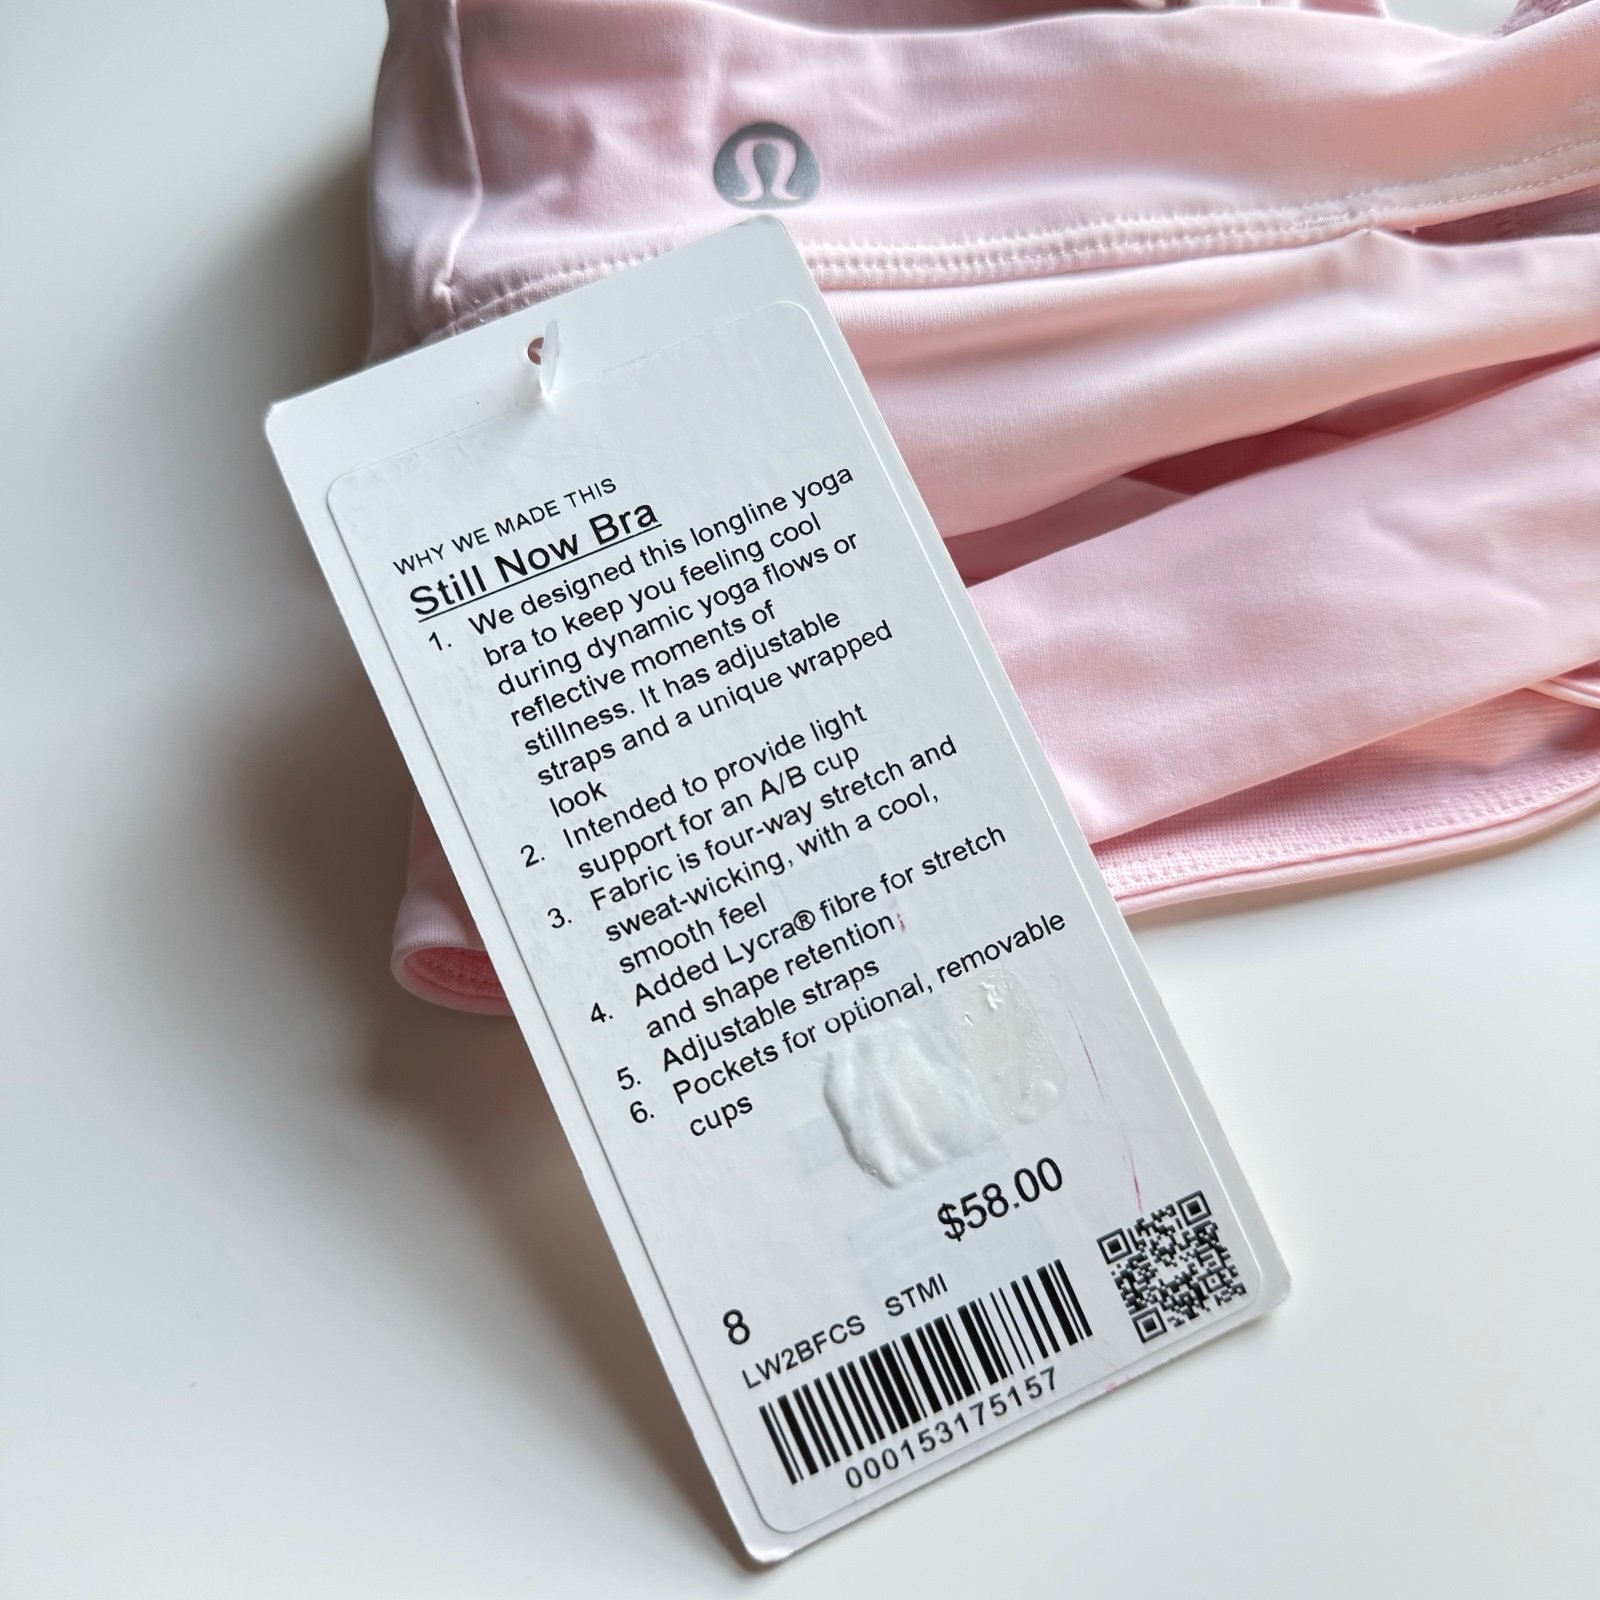 WHY WE MADE THIS
Still Now Bra
1. We designed this longline yoga
bra to keep you feeling cool
during dynamic yoga flows or
reflective moments of
stillness. It has adjustable
straps and a unique wrapped
look
2. Intended to provide light
support for an A/B cup
3. Fabric is four-way stretch and
sweat-wicking, with a cool,
smooth feel
4. Added Lycra® fibre for stretch
and shape retention
5. Adjustable straps
6. Pockets for optional, removable
cups
$58.00
8
LW2BFCS STMI
000153175157